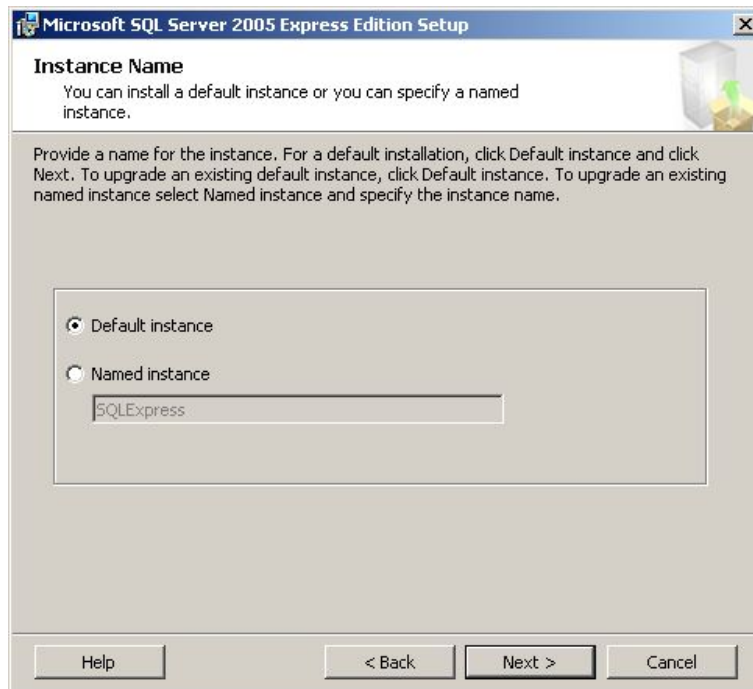 Microsoft SQL Server 2005 Express Edition Setup
Instance Name
You can install a default instance or you can specify a named
instance.
Provide a name for the instance. For a default installation, click Default instance and click
Next. To upgrade an existing default instance, click Default instance. To upgrade an existing
named instance select Named instance and specify the instance name.
Default instance
Named instance
SQLExpress
Help
< Back
Next >
Cancel